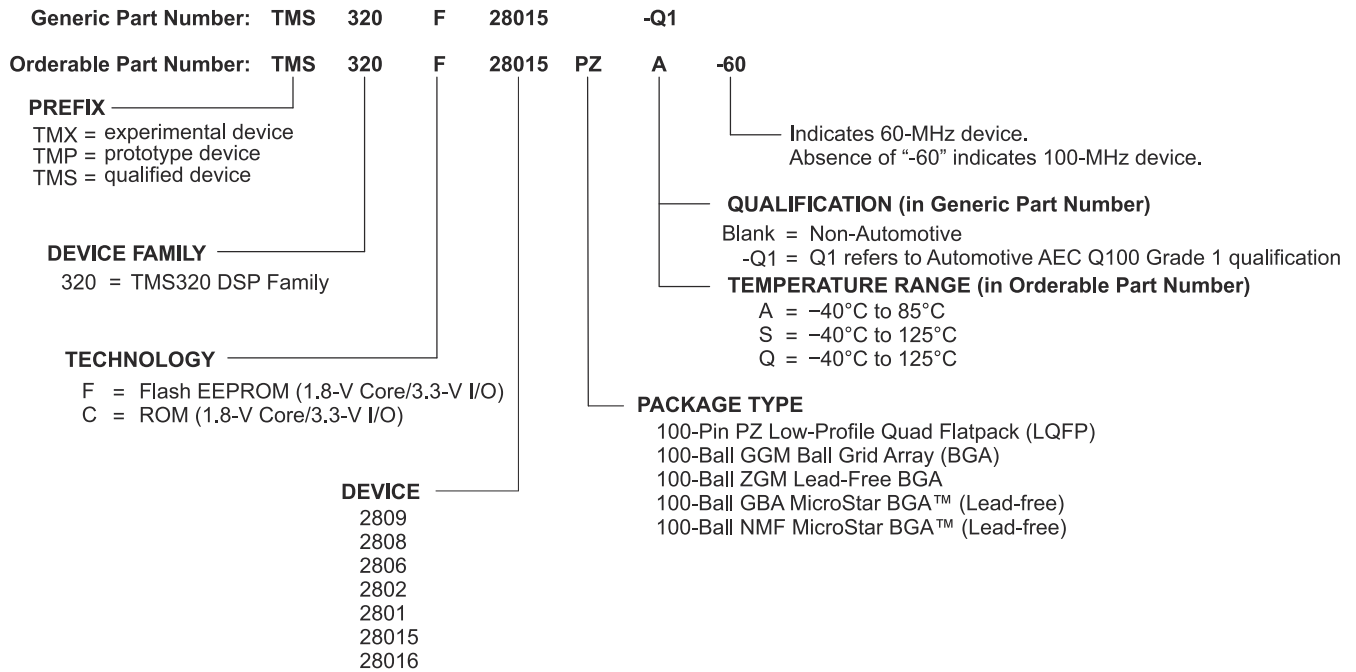 Generic Part Number: TMS 320 F 28015 -Q1
Orderable Part Number: TMS 320 F 28015 PZ A -60
PREFIX
TMX = experimental device
TMP = prototype device
TMS = qualified device
Indicates 60-MHz device.
Absence of “-60” indicates 100-MHz device.
QUALIFICATION (in Generic Part Number)
Blank = Non-Automotive
-Q1 = Q1 refers to Automotive AEC Q100 Grade 1 qualification
DEVICE FAMILY
320 = TMS320 DSP Family
TEMPERATURE RANGE (in Orderable Part Number)
A = −40°C to 85°C
S = −40°C to 125°C
Q = −40°C to 125°C
TECHNOLOGY
F = Flash EEPROM (1.8-V Core/3.3-V I/O)
C = ROM (1.8-V Core/3.3-V I/O)
PACKAGE TYPE
100-Pin PZ Low-Profile Quad Flatpack (LQFP)
100-Ball GGM Ball Grid Array (BGA)
100-Ball ZGM Lead-Free BGA
100-Ball GBA MicroStar BGA™ (Lead-free)
100-Ball NMF MicroStar BGA™ (Lead-free)
DEVICE
2809
2808
2806
2802
2801
28015
28016